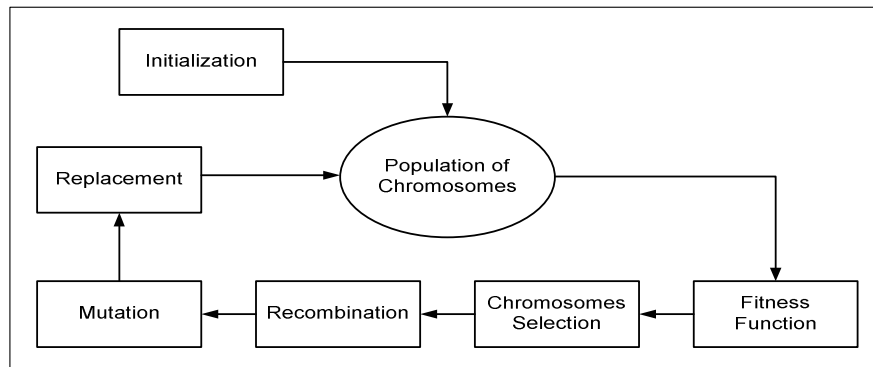 Initialization
Population of
Chromosomes
Replacement
Mutation
Recombination
Chromosomes
Selection
Fitness
Function